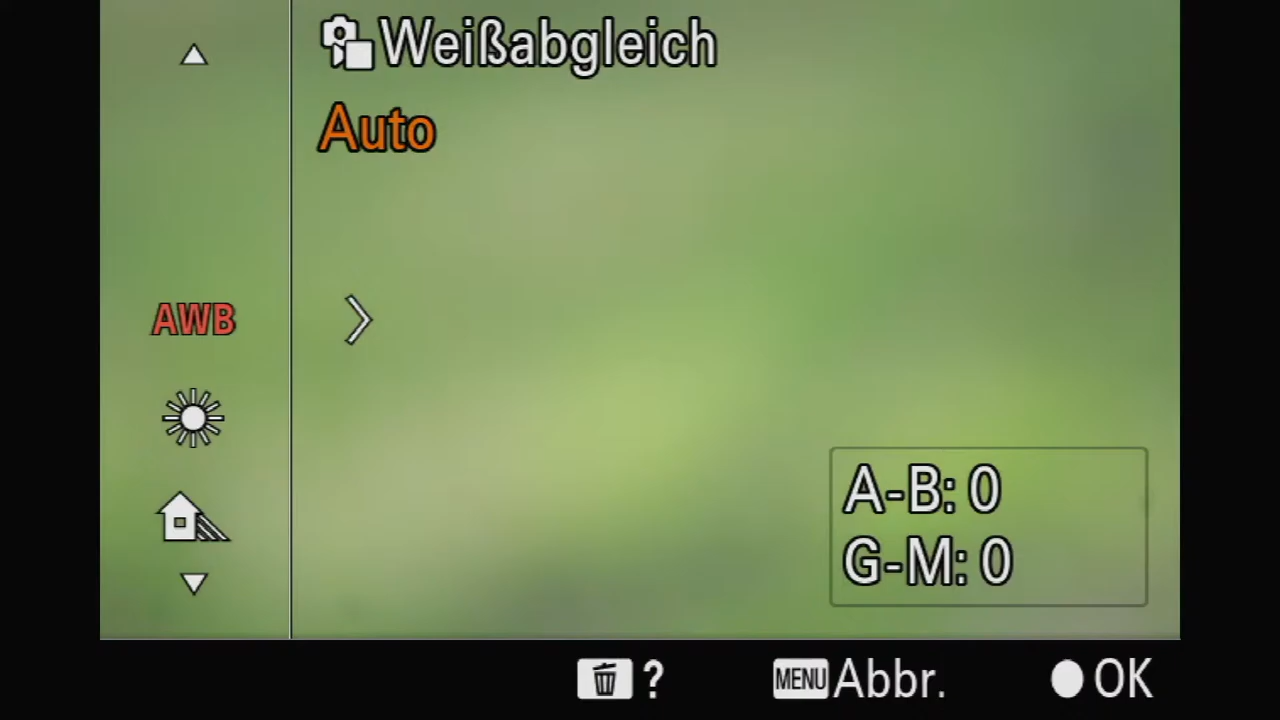 Weißabgleich
Auto
AWB
A-B: 0
G-M: 0
? MENU Abbr. OK